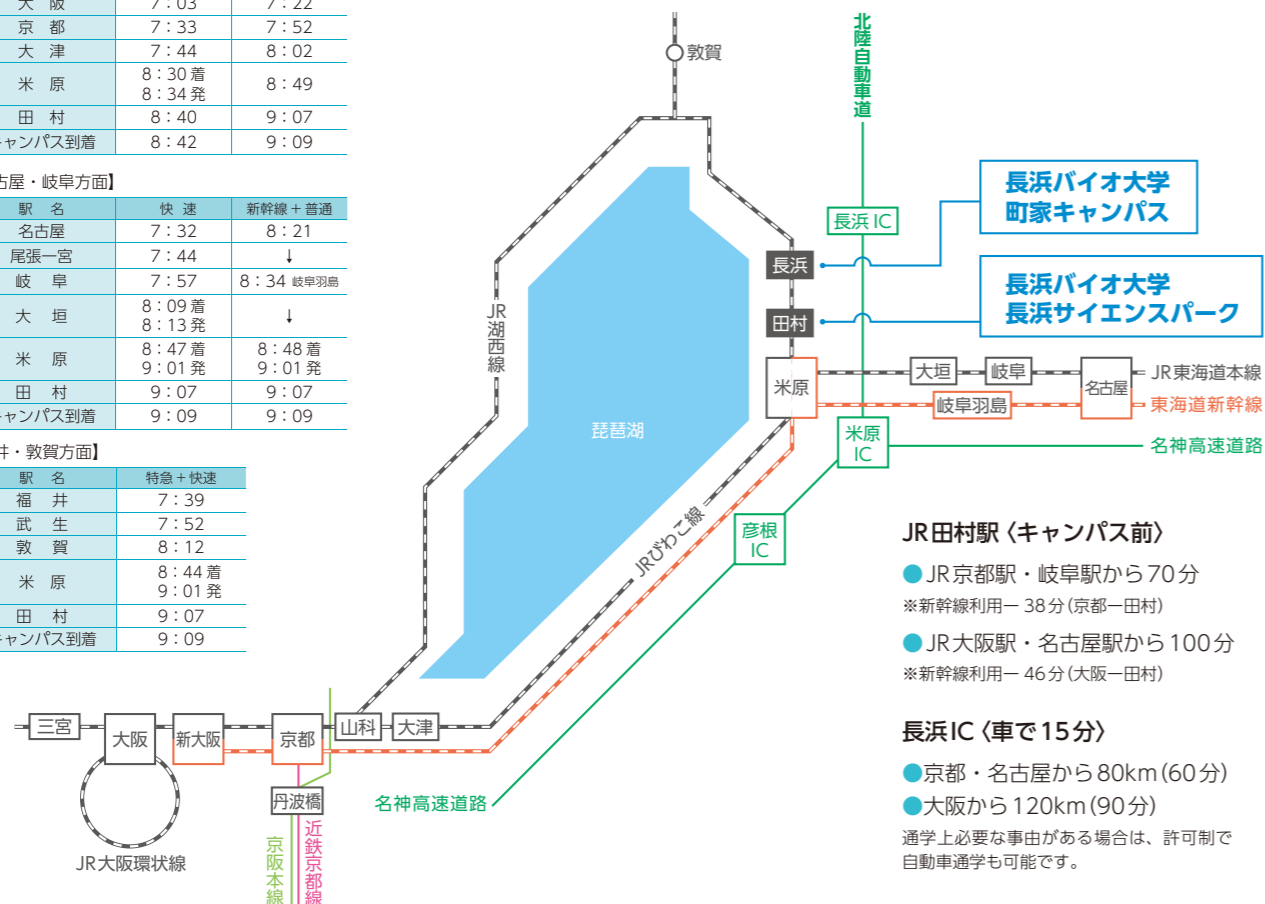 大 阪 7：03 7：22
京 都 7：33 7：52
大 津 7：44 8：02
米 原 8：30着 8：34発 8：49
田 村 8：40 9：07
キャンパス到着 8：42 9：09
古屋・岐阜方面】
駅 名 快 速 新幹線＋普通
名古屋 7：32 8：21
尾張一宮 7：44 ↓
岐 阜 7：57 8：34 岐阜羽島
大 垣 8：09着 8：13発 ↓
米 原 8：47着 9：01発 8：48着 9：01発
田 村 9：07 9：07
キャンパス到着 9：09 9：09
井・敦賀方面】
駅 名 特急＋快速
福 井 7：39
武 生 7：52
敦 賀 8：12
米 原 8：44着 9：01発
田 村 9：07
キャンパス到着 9：09
敦賀
北陸自動車道
長浜バイオ大学
町家キャンパス
長浜IC
長浜
長浜バイオ大学
長浜サイエンスパーク
田村
JR湖西線
米原
大垣
岐阜
名古屋
JR東海道本線
岐阜羽島
東海道新幹線
琵琶湖
米原
IC
名神高速道路
JRびわこ線
彦根
IC
三宮
大阪
新大阪
京都
山科
大津
丹波橋
名神高速道路
JR大阪環状線
京阪本線
近鉄京都線
JR田村駅〈キャンパス前〉
●JR京都駅・岐阜駅から70分
※新幹線利用ー38分(京都ー田村)
●JR大阪駅・名古屋駅から100分
※新幹線利用ー46分(大阪ー田村)
長浜IC〈車で15分〉
●京都・名古屋から80km(60分)
●大阪から120km(90分)
通学上必要な事由がある場合は、許可制で
自動車通学も可能です。